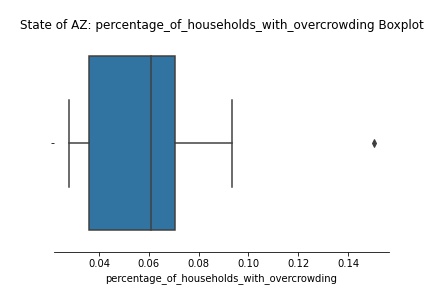 State of AZ: percentage_of_households_with_overcrowding Boxplot
0.04 0.06 0.08 0.10 0.12 0.14
percentage_of_households_with_overcrowding